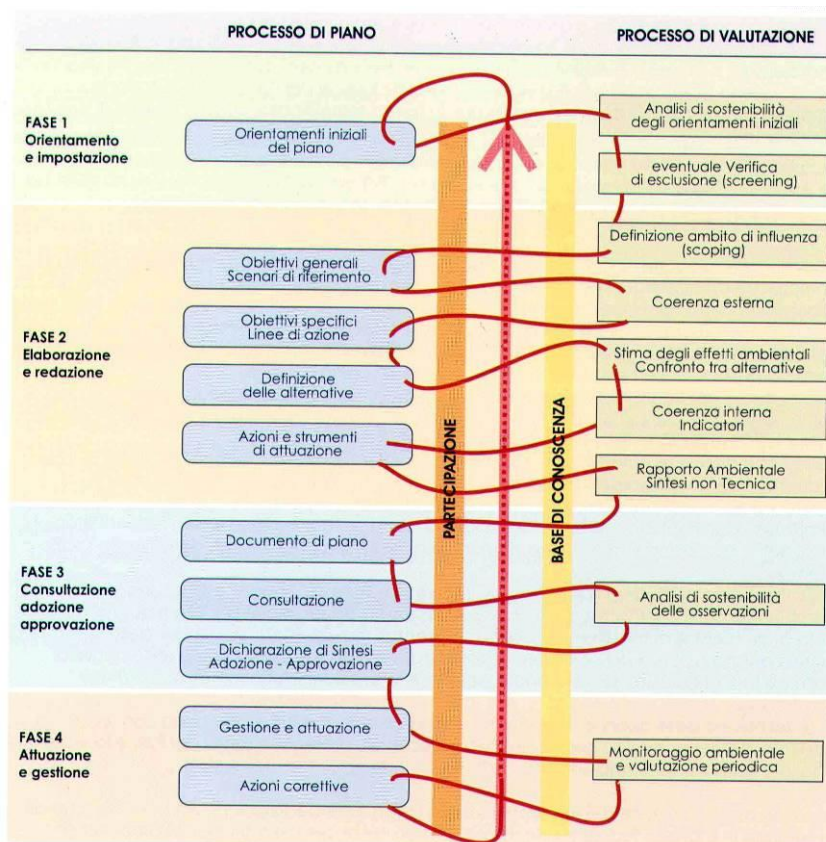 PROCESSO DI PIANO
PROCESSO DI VALUTAZIONE
FASE 1
Orientamento
e impostazione
Orientamenti iniziali
del piano
Analisi di sostenibilità
degli orientamenti iniziali
eventuale Verifica
di esclusione (screening)
FASE 2
Elaborazione
e redazione
Obiettivi generali
Scenari di riferimento
Obiettivi specifici
Linee di azione
Definizione
delle alternative
Azioni e strumenti
di attuazione
Definizione ambito di influenza
(scoping)
Coerenza esterna
Stima degli effetti ambientali
Confronto tra alternative
Coerenza interna
Indicatori
Rapporto Ambientale
Sintesi non Tecnica
PARTECIPAZIONE
BASE DI CONOSCENZA
FASE 3
Consultazione
adozione
approvazione
Documento di piano
Consultazione
Dichiarazione di Sintesi
Adozione - Approvazione
Analisi di sostenibilità
delle osservazioni
FASE 4
Attuazione
e gestione
Gestione e attuazione
Azioni correttive
Monitoraggio ambientale
e valutazione periodica